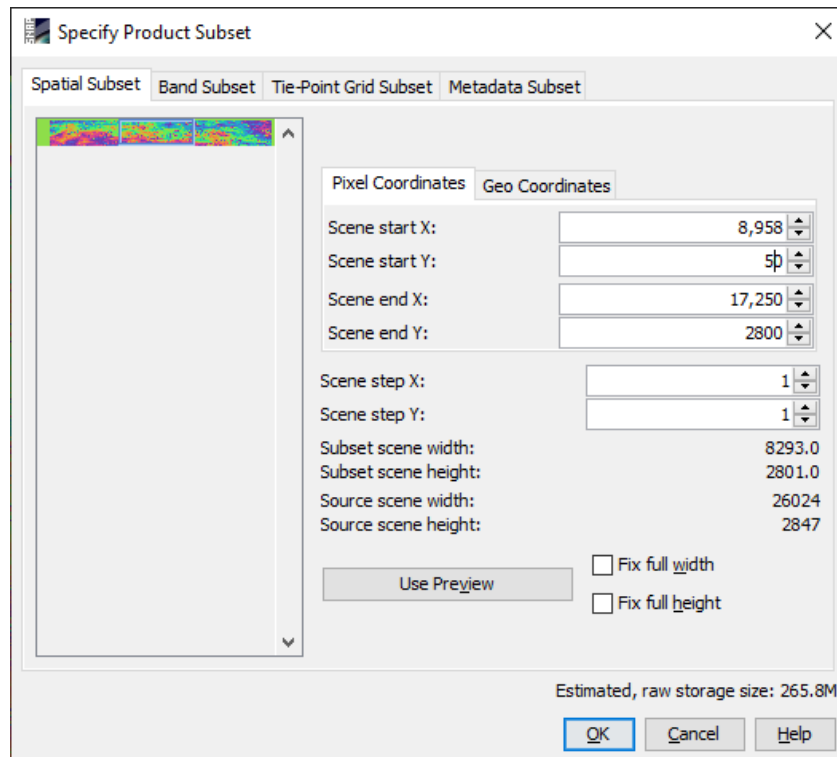 SNAP
Specify Product Subset
Spatial Subset Band Subset Tie-Point Grid Subset Metadata Subset
Pixel Coordinates Geo Coordinates
Scene start X: 8,958
Scene start Y: 50
Scene end X: 17,250
Scene end Y: 2800
Scene step X: 1
Scene step Y: 1
Subset scene width: 8293.0
Subset scene height: 2801.0
Source scene width: 26024
Source scene height: 2847
Use Preview
Fix full width
Fix full height
Estimated, raw storage size: 265.8M
OK Cancel Help